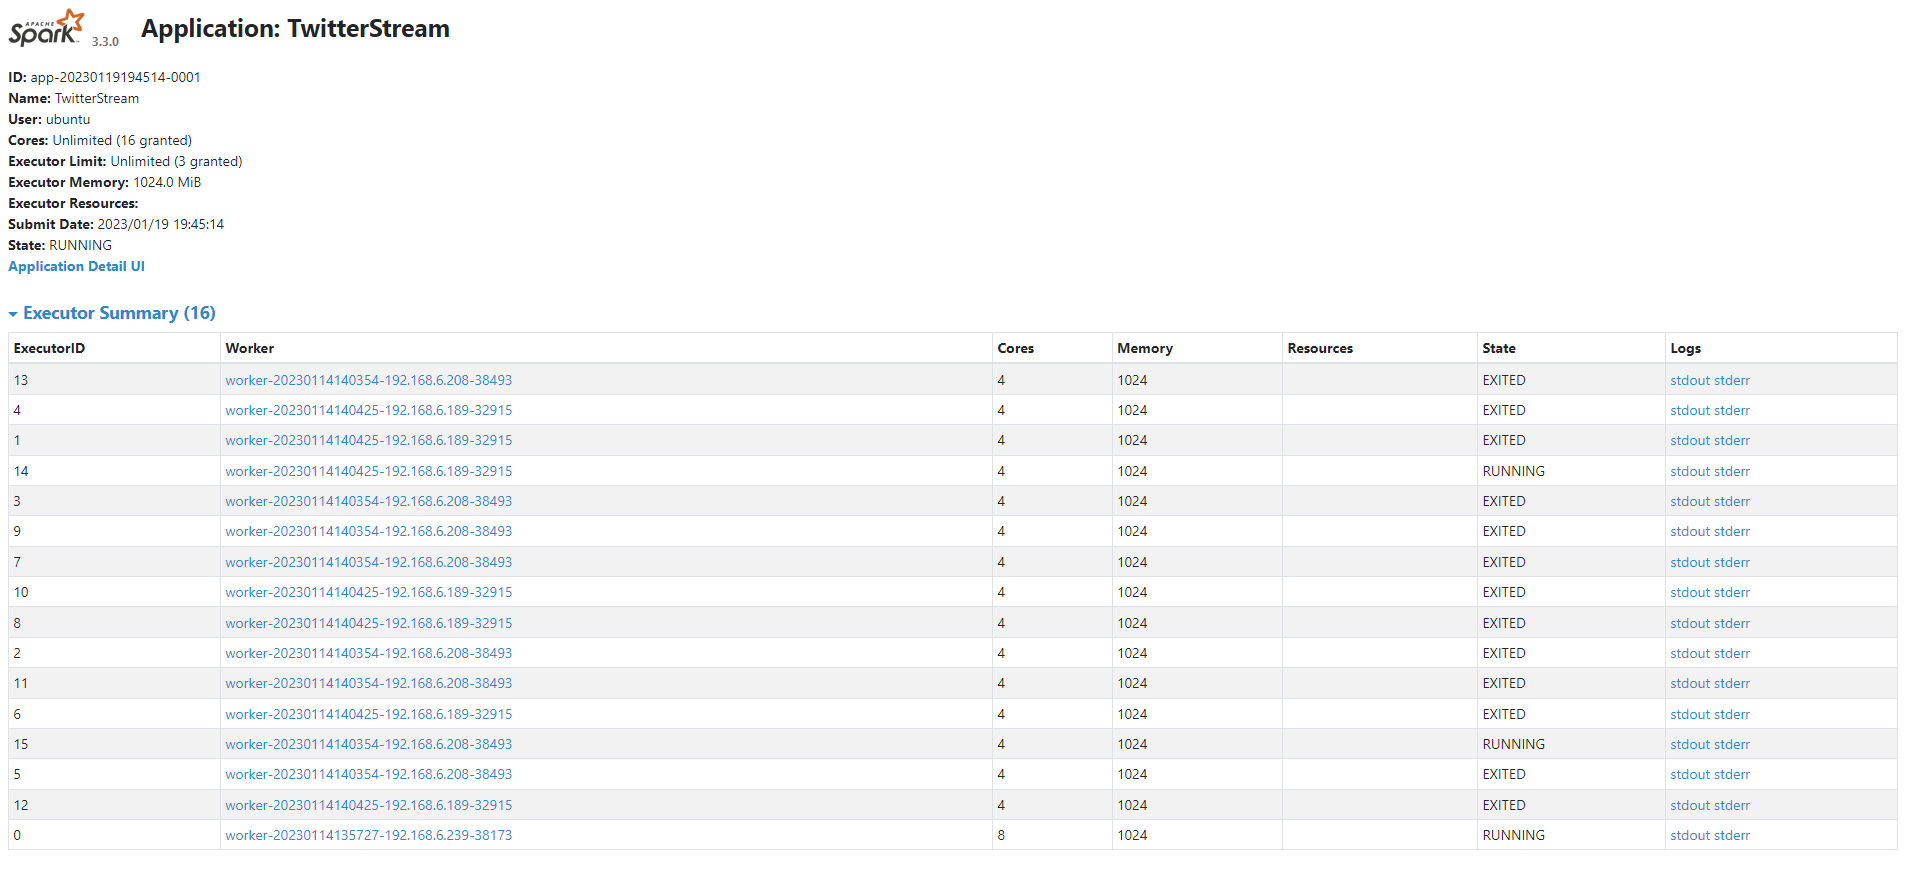 APACHE Spark 3.3.0 Application: TwitterStream
ID: app-20230119194514-0001
Name: TwitterStream
User: ubuntu
Cores: Unlimited (16 granted)
Executor Limit: Unlimited (3 granted)
Executor Memory: 1024.0 MiB
Executor Resources:
Submit Date: 2023/01/19 19:45:14
State: RUNNING
Application Detail UI
Executor Summary (16)
ExecutorID Worker Cores Memory Resources State Logs
13 worker-20230114140354-192.168.6.208-38493 4 1024 EXITED stdout stderr
4 worker-20230114140425-192.168.6.189-32915 4 1024 EXITED stdout stderr
1 worker-20230114140425-192.168.6.189-32915 4 1024 EXITED stdout stderr
14 worker-20230114140425-192.168.6.189-32915 4 1024 RUNNING stdout stderr
3 worker-20230114140354-192.168.6.208-38493 4 1024 EXITED stdout stderr
9 worker-20230114140354-192.168.6.208-38493 4 1024 EXITED stdout stderr
7 worker-20230114140354-192.168.6.208-38493 4 1024 EXITED stdout stderr
10 worker-20230114140425-192.168.6.189-32915 4 1024 EXITED stdout stderr
8 worker-20230114140425-192.168.6.189-32915 4 1024 EXITED stdout stderr
2 worker-20230114140354-192.168.6.208-38493 4 1024 EXITED stdout stderr
11 worker-20230114140354-192.168.6.208-38493 4 1024 EXITED stdout stderr
6 worker-20230114140425-192.168.6.189-32915 4 1024 EXITED stdout stderr
15 worker-20230114140354-192.168.6.208-38493 4 1024 RUNNING stdout stderr
5 worker-20230114140354-192.168.6.208-38493 4 1024 EXITED stdout stderr
12 worker-20230114140425-192.168.6.189-32915 4 1024 EXITED stdout stderr
0 worker-20230114135727-192.168.6.239-38173 8 1024 RUNNING stdout stderr